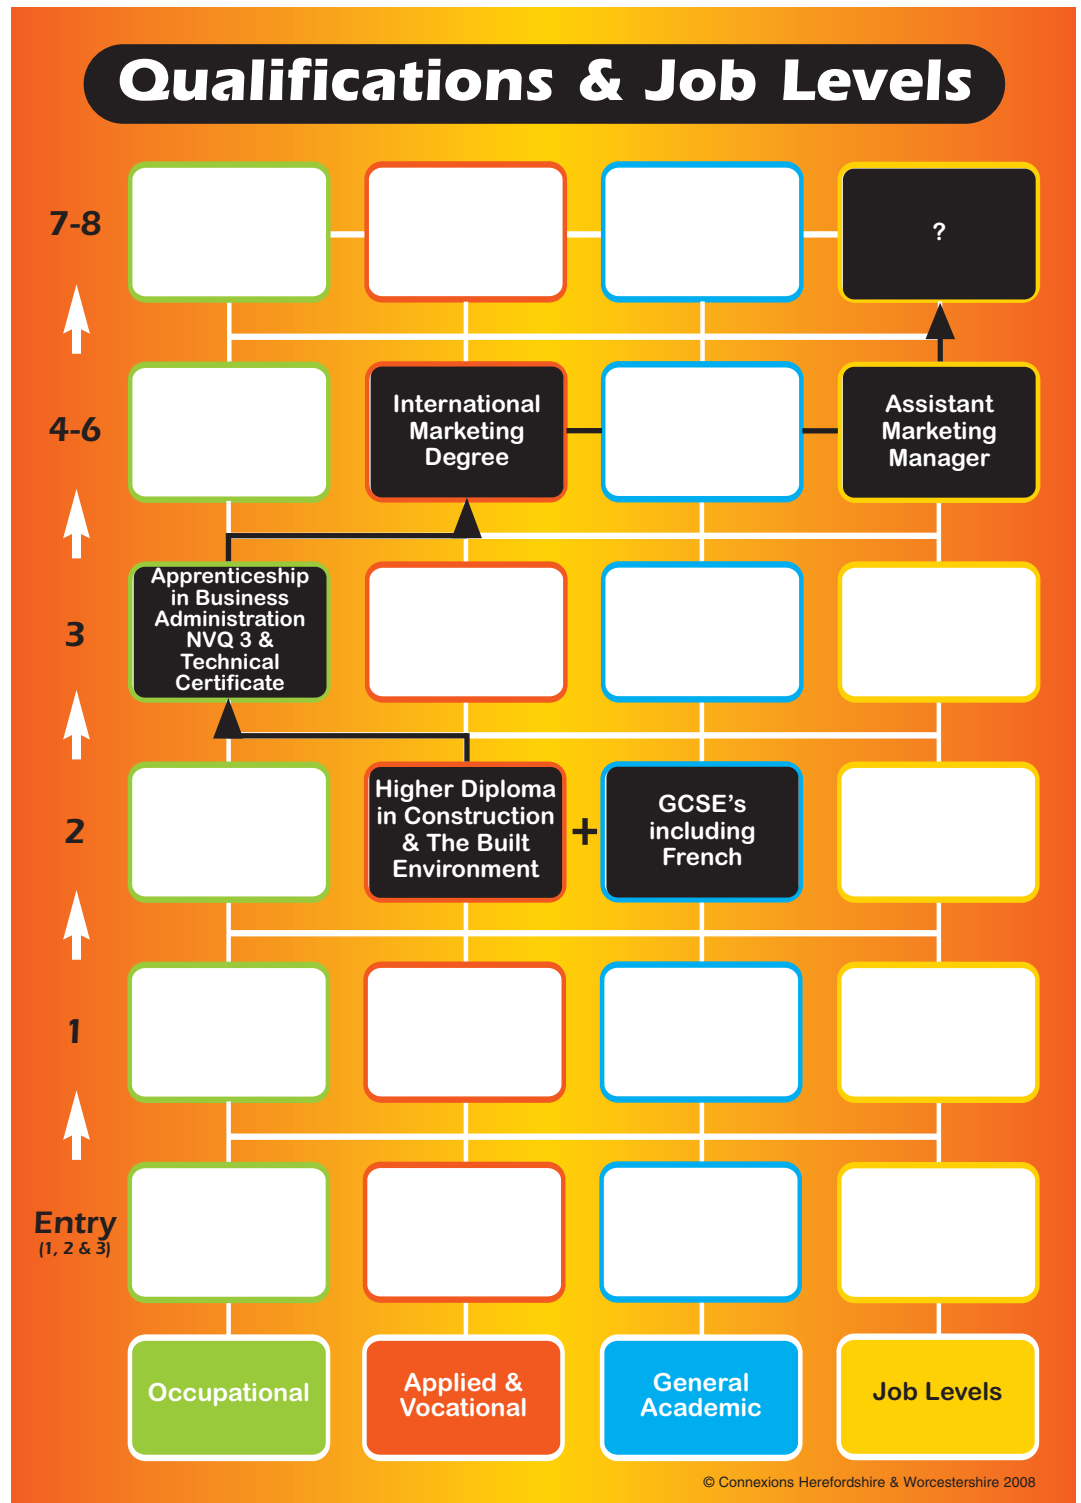 Qualifications & Job Levels
7-8
?
4-6
International
Marketing
Degree
Assistant
Marketing
Manager
3
Apprenticeship
in Business
Administration
NVQ 3 &
Technical
Certificate
2
Higher Diploma
in Construction
& The Built
Environment
+
GCSE's
including
French
1
Entry
(1, 2 & 3)
Occupational
Applied &
Vocational
General
Academic
Job Levels
© Connexions Herefordshire & Worcestershire 2008